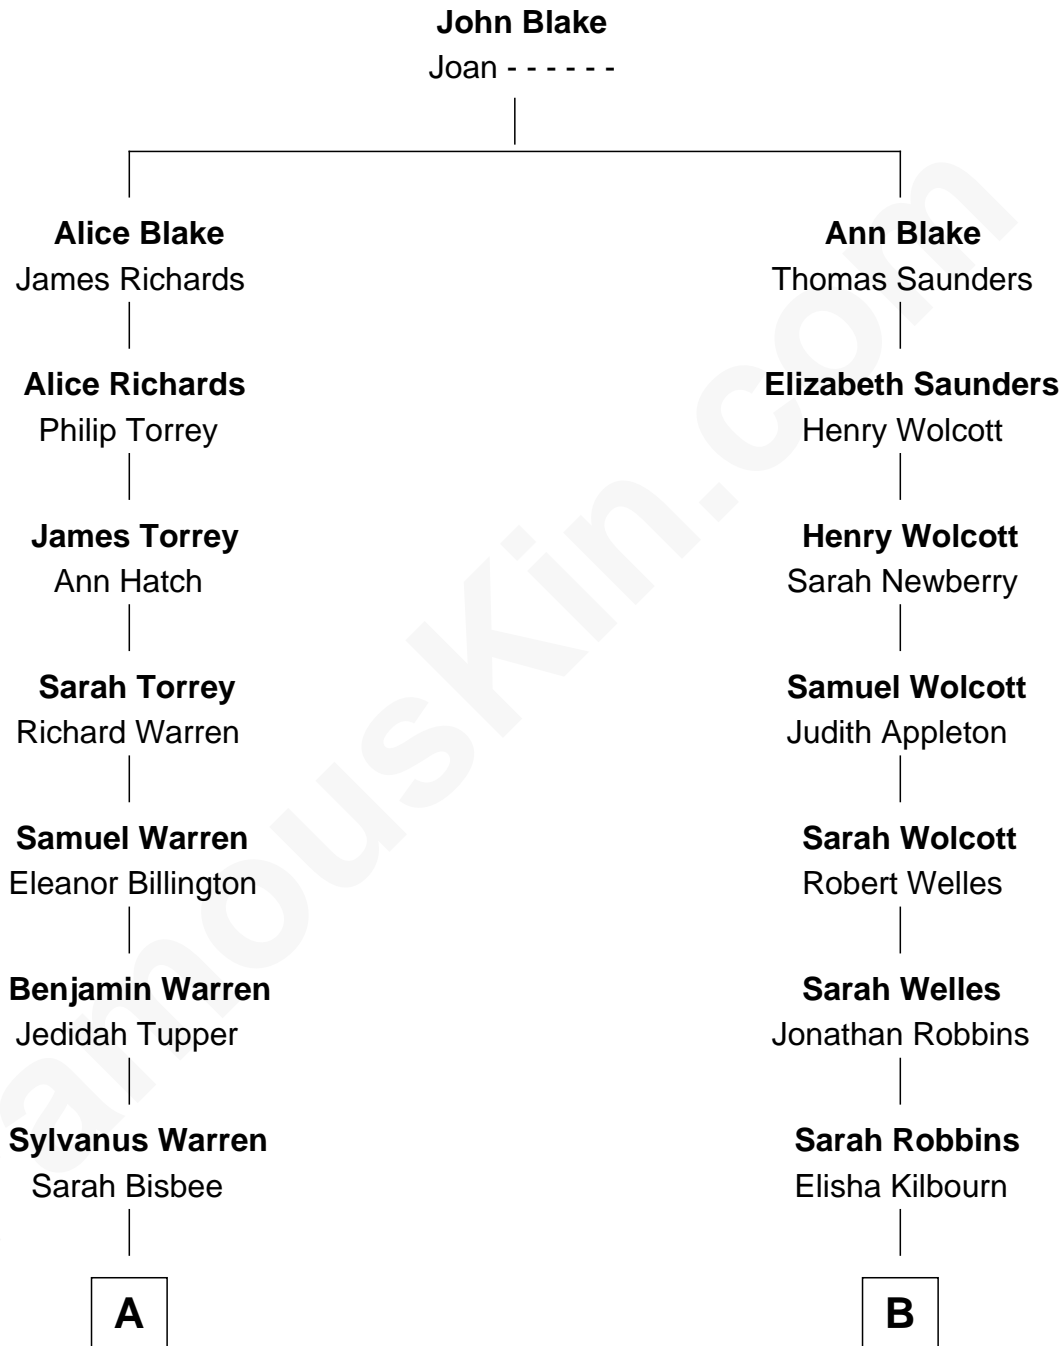 John Blake
Joan - - - - - -
Alice Blake
James Richards
Ann Blake
Thomas Saunders
Alice Richards
Philip Torrey
Elizabeth Saunders
Henry Wolcott
James Torrey
Ann Hatch
Henry Wolcott
Sarah Newberry
Sarah Torrey
Richard Warren
Samuel Wolcott
Judith Appleton
Samuel Warren
Eleanor Billington
Sarah Wolcott
Robert Welles
Benjamin Warren
Jedidah Tupper
Sarah Welles
Jonathan Robbins
Sylvanus Warren
Sarah Bisbee
Sarah Robbins
Elisha Kilbourn
A
B
amousKin.com